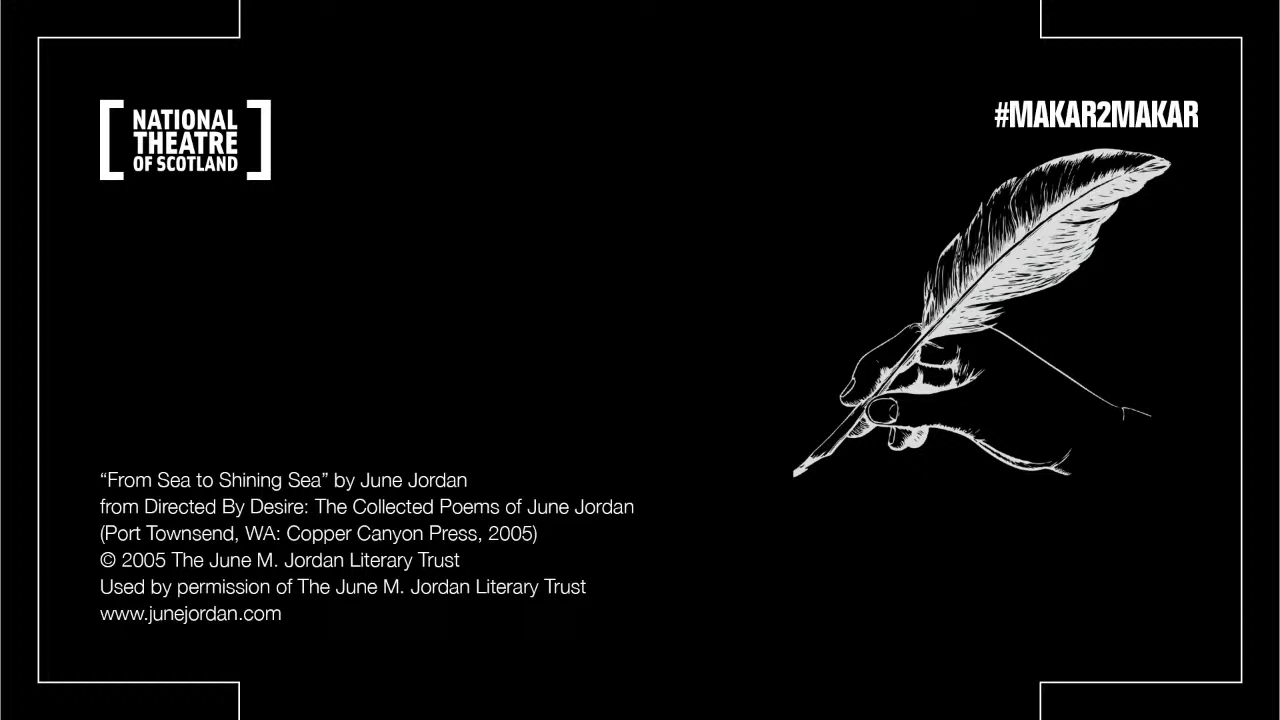 NATIONAL
THEATRE
OF SCOTLAND
#MAKAR2MAKAR
“From Sea to Shining Sea” by June Jordan
from Directed By Desire: The Collected Poems of June Jordan
(Port Townsend, WA: Copper Canyon Press, 2005)
© 2005 The June M. Jordan Literary Trust
Used by permission of The June M. Jordan Literary Trust
www.junejordan.com